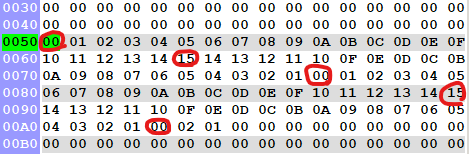 0030 00 00 00 00 00 00 00 00 00 00 00 00 00 00 00 00
0040 00 00 00 00 00 00 00 00 00 00 00 00 00 00 00 00
0050 00 01 02 03 04 05 06 07 08 09 0A 0B 0C 0D 0E 0F
0060 10 11 12 13 14 15 14 13 12 11 10 0F 0E 0D 0C 0B
0070 0A 09 08 07 06 05 04 03 02 01 00 01 02 03 04 05
0080 06 07 08 09 0A 0B 0C 0D 0E 0F 10 11 12 13 14 15
0090 14 13 12 11 10 0F 0E 0D 0C 0B 0A 09 08 07 06 05
00A0 04 03 02 01 00 02 01 00 00 00 00 00 00 00 00 00
00B0 00 00 00 00 00 00 00 00 00 00 00 00 00 00 00 00